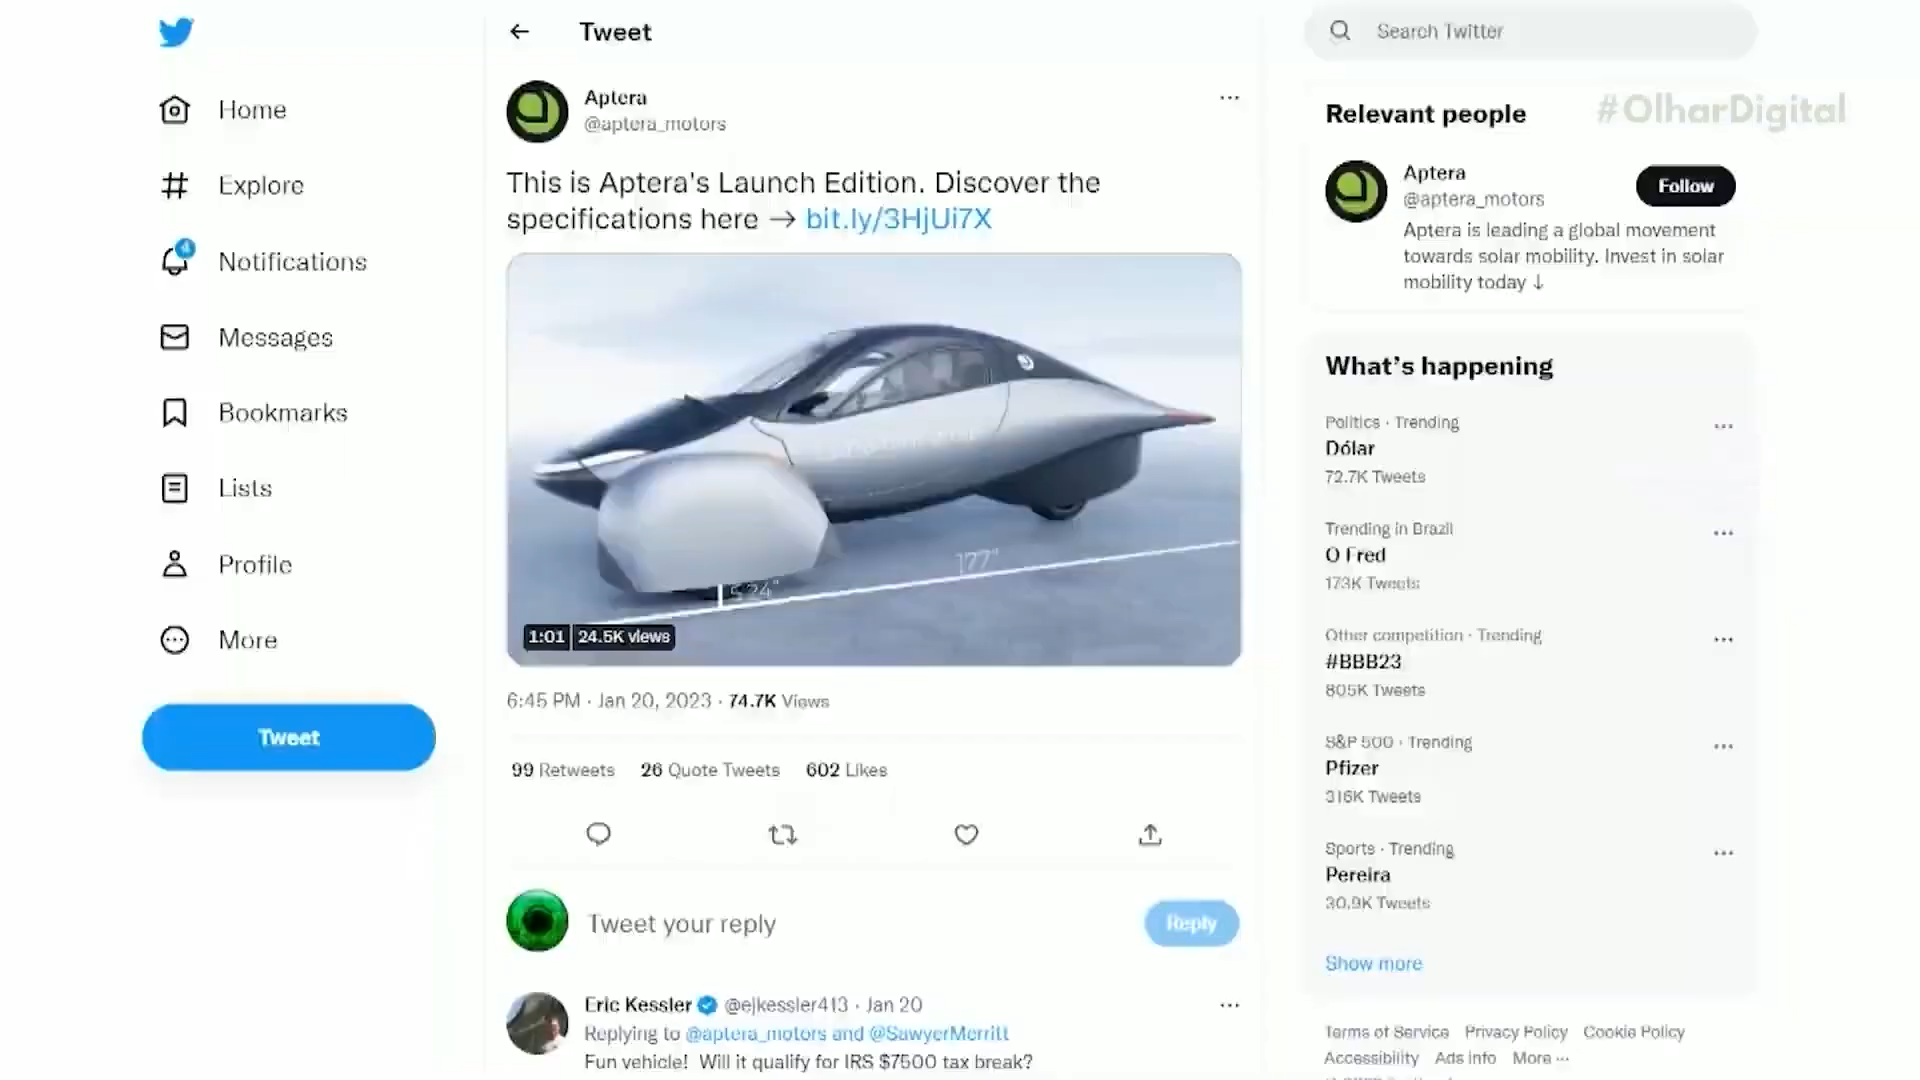 Home
Explore
4
Notifications
Messages
Bookmarks
Lists
Profile
More
Tweet
Tweet
Aptera
@aptera_motors
This is Aptera's Launch Edition. Discover the
specifications here → bit.ly/3HjUi7X
177"
5.24"
1:01 24.5K views
6:45 PM · Jan 20, 2023 · 74.7K Views
99 Retweets 26 Quote Tweets 602 Likes
Tweet your reply
Reply
Eric Kessler @ejkessler413 · Jan 20
Replying to @aptera_motors and @SawyerMerritt
Fun vehicle! Will it qualify for IRS $7500 tax break?
Search Twitter
#OlharDigital
Relevant people
Aptera
@aptera_motors
Follow
Aptera is leading a global movement
towards solar mobility. Invest in solar
mobility today ↓
What's happening
Politics · Trending
Dólar
72.7K Tweets
Trending in Brazil
O Fred
173K Tweets
Other competition · Trending
#BBB23
805K Tweets
S&P 500 · Trending
Pfizer
316K Tweets
Sports · Trending
Pereira
30.9K Tweets
Show more
Terms of Service Privacy Policy Cookie Policy
Accessibility Ads info More ...